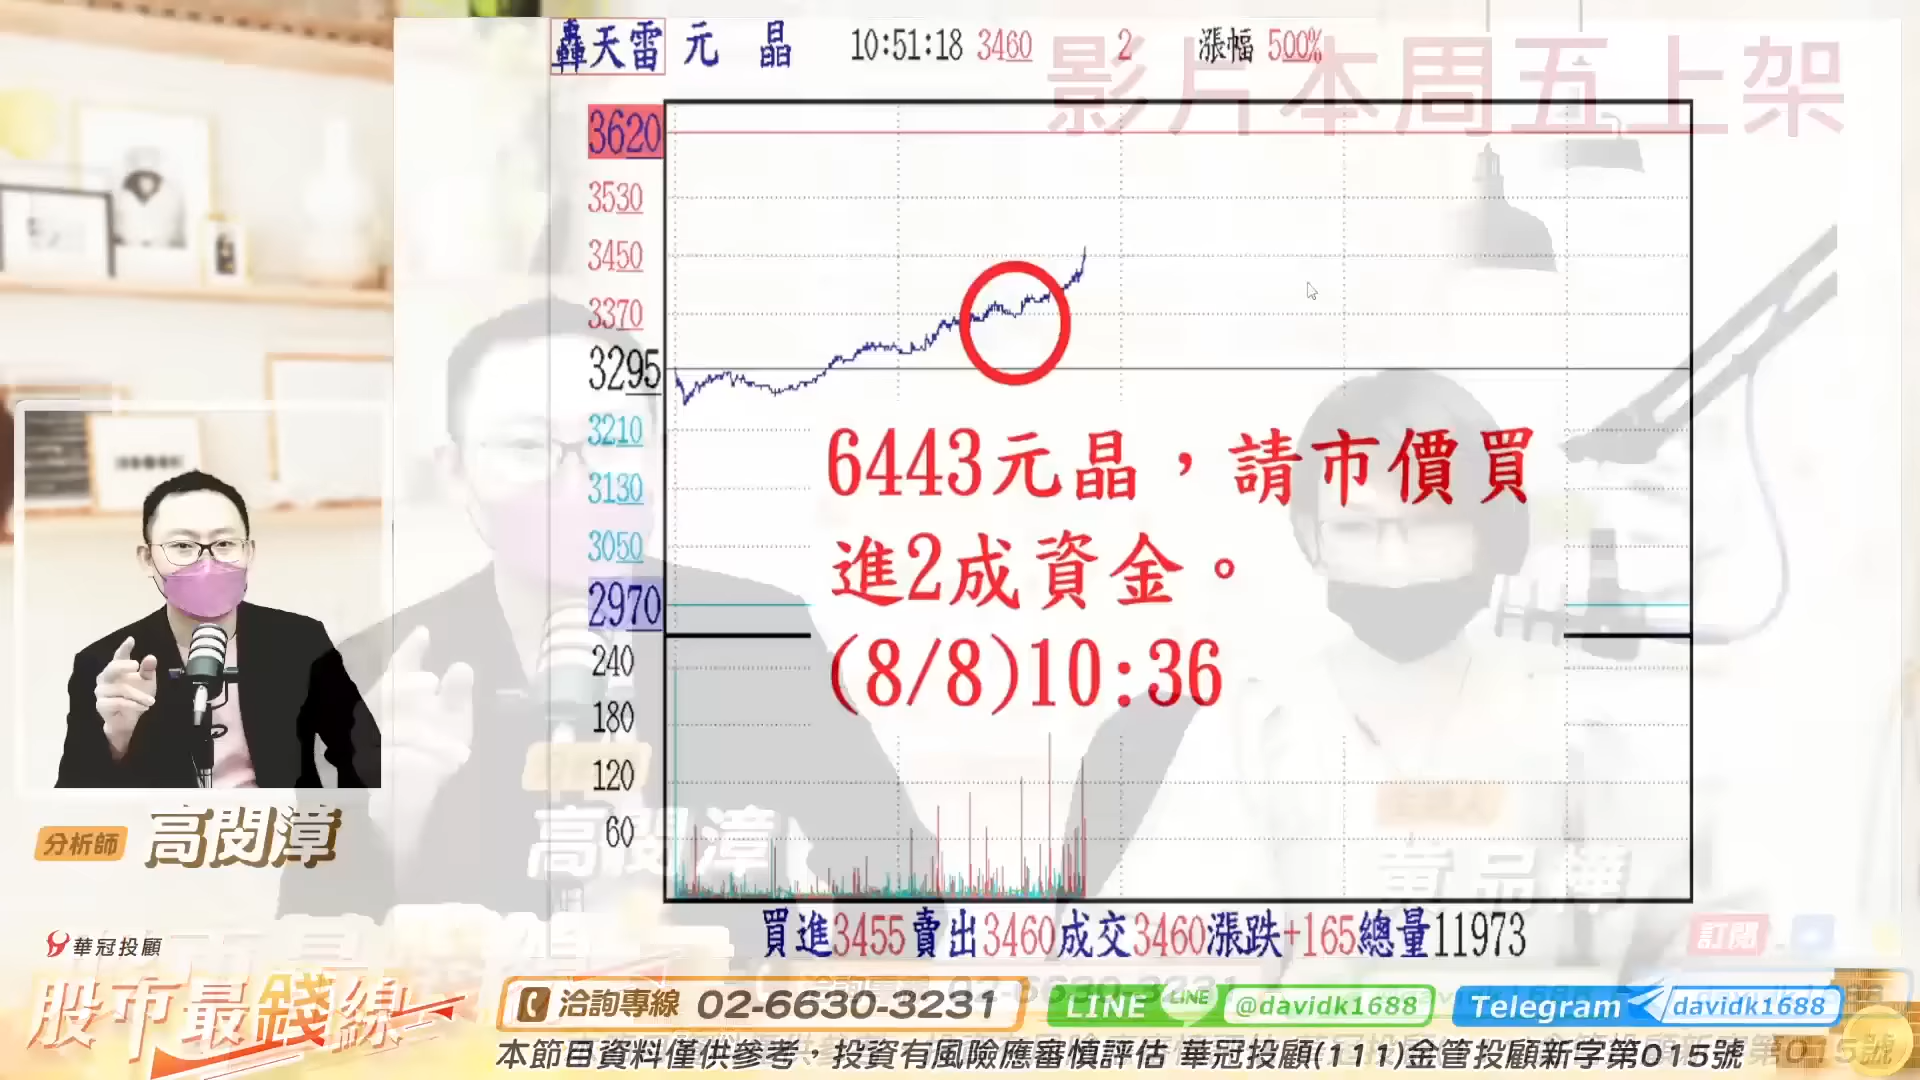 轟天雷 元 晶 10:51:18 3460 2 漲幅 500%
影片本周五上架
3620
3530
3450
3370
3295
3210
3130
3050
2970
240
180
120
60
6443元晶，請市價買
進2成資金。
(8/8)10:36
買進3455賣出3460成交3460漲跌+165總量11973
分析師 高閔漳
高閔漳
訂閱
華冠投顧
股市最錢線
洽詢專線 02-6630-3231
LINE LINE @davidk1688
Telegram davidk1688
本節目資料僅供參考，投資有風險應審慎評估 華冠投顧(111)金管投顧新字第015號